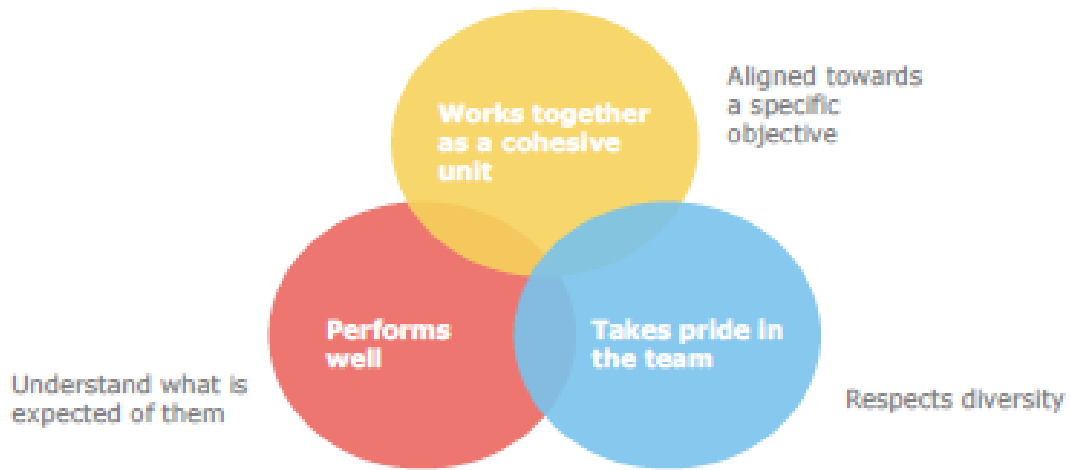 Works together
as a cohesive
unit
Aligned towards
a specific
objective
Performs
well
Takes pride in
the team
Understand what is
expected of them
Respects diversity